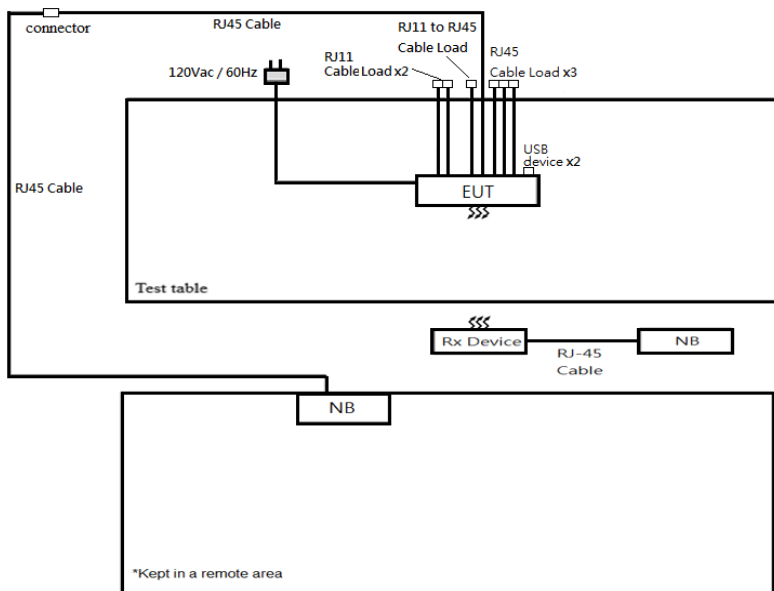 connector
RJ45 Cable
120Vac / 60Hz
RJ11
Cable Load x2
RJ11 to RJ45
Cable Load
RJ45
Cable Load x3
USB
device x2
RJ45 Cable
EUT
Test table
Rx Device
RJ-45
Cable
NB
NB
*Kept in a remote area